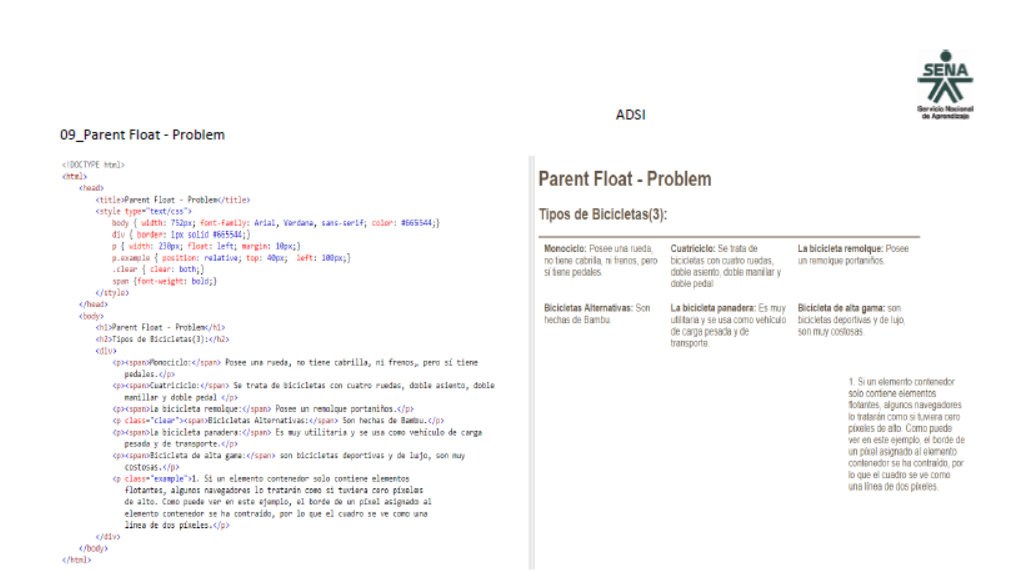 SENA
Servicio Nacional
de Aprendizaje
ADSI
09_Parent Float - Problem
<!DOCTYPE html>
<html>
<head>
<title>Parent Float - Problem</title>
<style type="text/css">
body { width: 752px; font-family: Arial, Verdana, sans-serif; color: #665544;}
div { border: 1px solid #665544;}
p { width: 230px; float: left; margin: 10px;}
p.example { position: relative; top: 40px; left: 100px;}
.clear { clear: both;}
span {font-weight: bold;}
</style>
</head>
<body>
<h1>Parent Float - Problem</h1>
<h2>Tipos de Bicicletas(3):</h2>
<div>
<p><span>Monociclo:</span> Posee una rueda, no tiene cabrilla, ni frenos, pero sí tiene
pedales.</p>
<p><span>Cuatriciclo:</span> Se trata de bicicletas con cuatro ruedas, doble asiento, doble
manillar y doble pedal </p>
<p><span>La bicicleta remolque:</span> Posee un remolque portaniños.</p>
<p class="clear"><span>Bicicletas Alternativas:</span> Son hechas de Bambu.</p>
<p><span>La bicicleta panadera:</span> Es muy utilitaria y se usa como vehículo de carga
pesada y de transporte.</p>
<p><span>Bicicleta de alta gama:</span> son bicicletas deportivas y de lujo, son muy
costosas.</p>
<p class="example">1. Si un elemento contenedor solo contiene elementos
flotantes, algunos navegadores lo tratarán como si tuviera cero píxeles
de alto. Como puede ver en este ejemplo, el borde de un píxel asignado al
elemento contenedor se ha contraído, por lo que el cuadro se ve como una
línea de dos píxeles.</p>
</div>
</body>
</html>
Parent Float - Problem
Tipos de Bicicletas(3):
Monociclo: Posee una rueda,
no tiene cabrilla, ni frenos, pero
sí tiene pedales.
Cuatriciclo: Se trata de
bicicletas con cuatro ruedas,
doble asiento, doble manillar y
doble pedal
La bicicleta remolque: Posee
un remolque portaniños.
Bicicletas Alternativas: Son
hechas de Bambu.
La bicicleta panadera: Es muy
utilitaria y se usa como vehículo
de carga pesada y de
transporte.
Bicicleta de alta gama: son
bicicletas deportivas y de lujo,
son muy costosas.
1. Si un elemento contenedor
solo contiene elementos
flotantes, algunos navegadores
lo tratarán como si tuviera cero
píxeles de alto. Como puede
ver en este ejemplo, el borde de
un píxel asignado al elemento
contenedor se ha contraído, por
lo que el cuadro se ve como
una línea de dos píxeles.